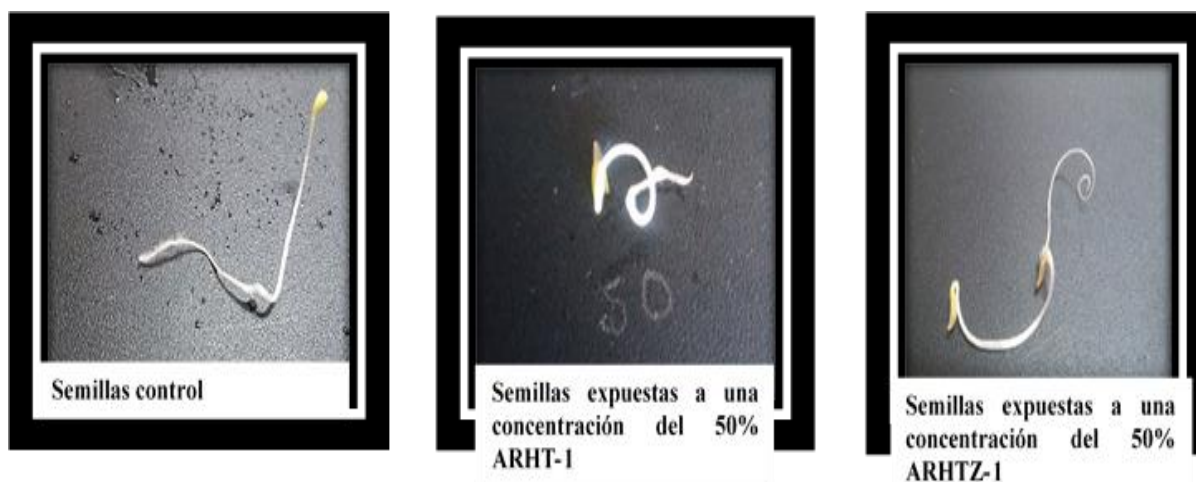 Semillas control
50
Semillas expuestas a una
concentración del 50%
ARHT-1
Semillas expuestas a una
concentración del 50%
ARHTZ-1